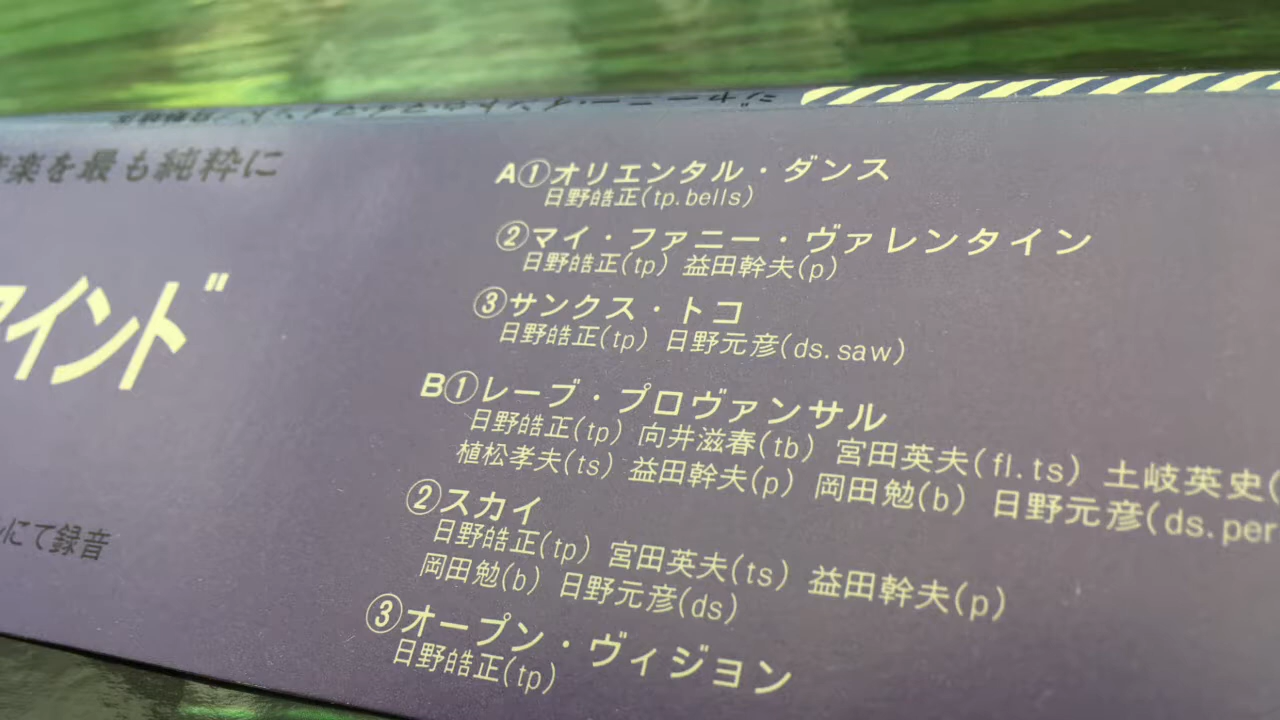 楽を最も純粋に
マインド"
にて録音
A①オリエンタル・ダンス
日野皓正(tp.bells)
②マイ・ファニー・ヴァレンタイン
日野皓正(tp) 益田幹夫(p)
③サンクス・トコ
日野皓正(tp) 日野元彦(ds.saw)
B①レーブ・プロヴァンサル
日野皓正(tp) 向井滋春(tb) 宮田英夫(fl.ts) 土岐英史(
植松孝夫(ts) 益田幹夫(p) 岡田勉(b) 日野元彦(ds.per
②スカイ
日野皓正(tp) 宮田英夫(ts) 益田幹夫(p)
岡田勉(b) 日野元彦(ds)
③オープン・ヴィジョン
日野皓正(tp)